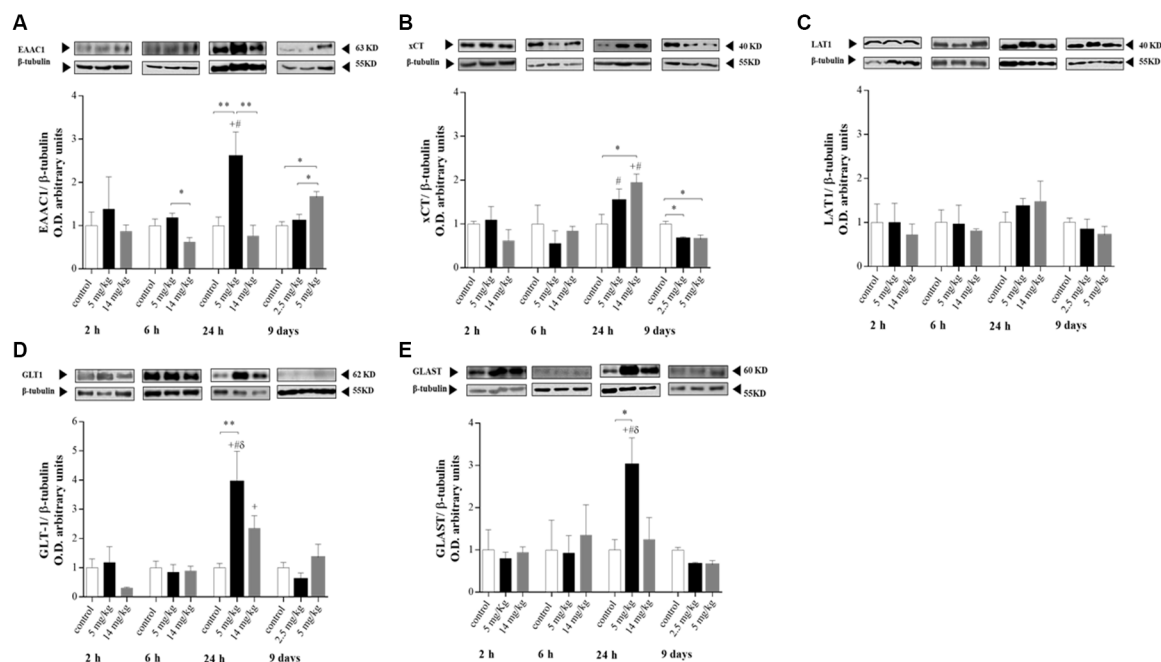 A
EAAC1
63 KD
β-tubulin
55KD
EAAC1/ β-tubulin
O.D. arbitrary units
4
3
2
1
0
** **
+#
*
*
*
control 5 mg/kg 14 mg/kg control 5 mg/kg 14 mg/kg control 5 mg/kg 14 mg/kg control 2.5 mg/kg 5 mg/kg
2 h 6 h 24 h 9 days
B
xCT
40 KD
β-tubulin
55KD
xCT/ β-tubulin
O.D. arbitrary units
4
3
2
1
0
*
+#
#
*
*
control 5 mg/kg 14 mg/kg control 5 mg/kg 14 mg/kg control 5 mg/kg 14 mg/kg control 2.5 mg/kg 5 mg/kg
2 h 6 h 24 h 9 days
C
LAT1
40 KD
β-tubulin
55KD
LAT1/ β-tubulin
O.D. arbitrary units
4
3
2
1
0
control 5 mg/kg 14 mg/kg control 5 mg/kg 14 mg/kg control 5 mg/kg 14 mg/kg control 2.5 mg/kg 5 mg/kg
2 h 6 h 24 h 9 days
D
GLT1
62 KD
β-tubulin
55KD
GLT-1/ β-tubulin
O.D. arbitrary units
6
5
4
2
1
0
**
+#δ
+
control 5 mg/kg 14 mg/kg control 5 mg/kg 14 mg/kg control 5 mg/kg 14 mg/kg control 2.5 mg/kg 5 mg/kg
2 h 6 h 24 h 9 days
E
GLAST
60 KD
β-tubulin
55KD
GLAST/ β-tubulin
O.D. arbitrary units
4
3
2
1
0
*
+#δ
control 5 mg/Kg 14 mg/kg control 5 mg/kg 14 mg/kg control 5 mg/kg 14 mg/kg control 2.5 mg/kg 5 mg/kg
2 h 6 h 24 h 9 days